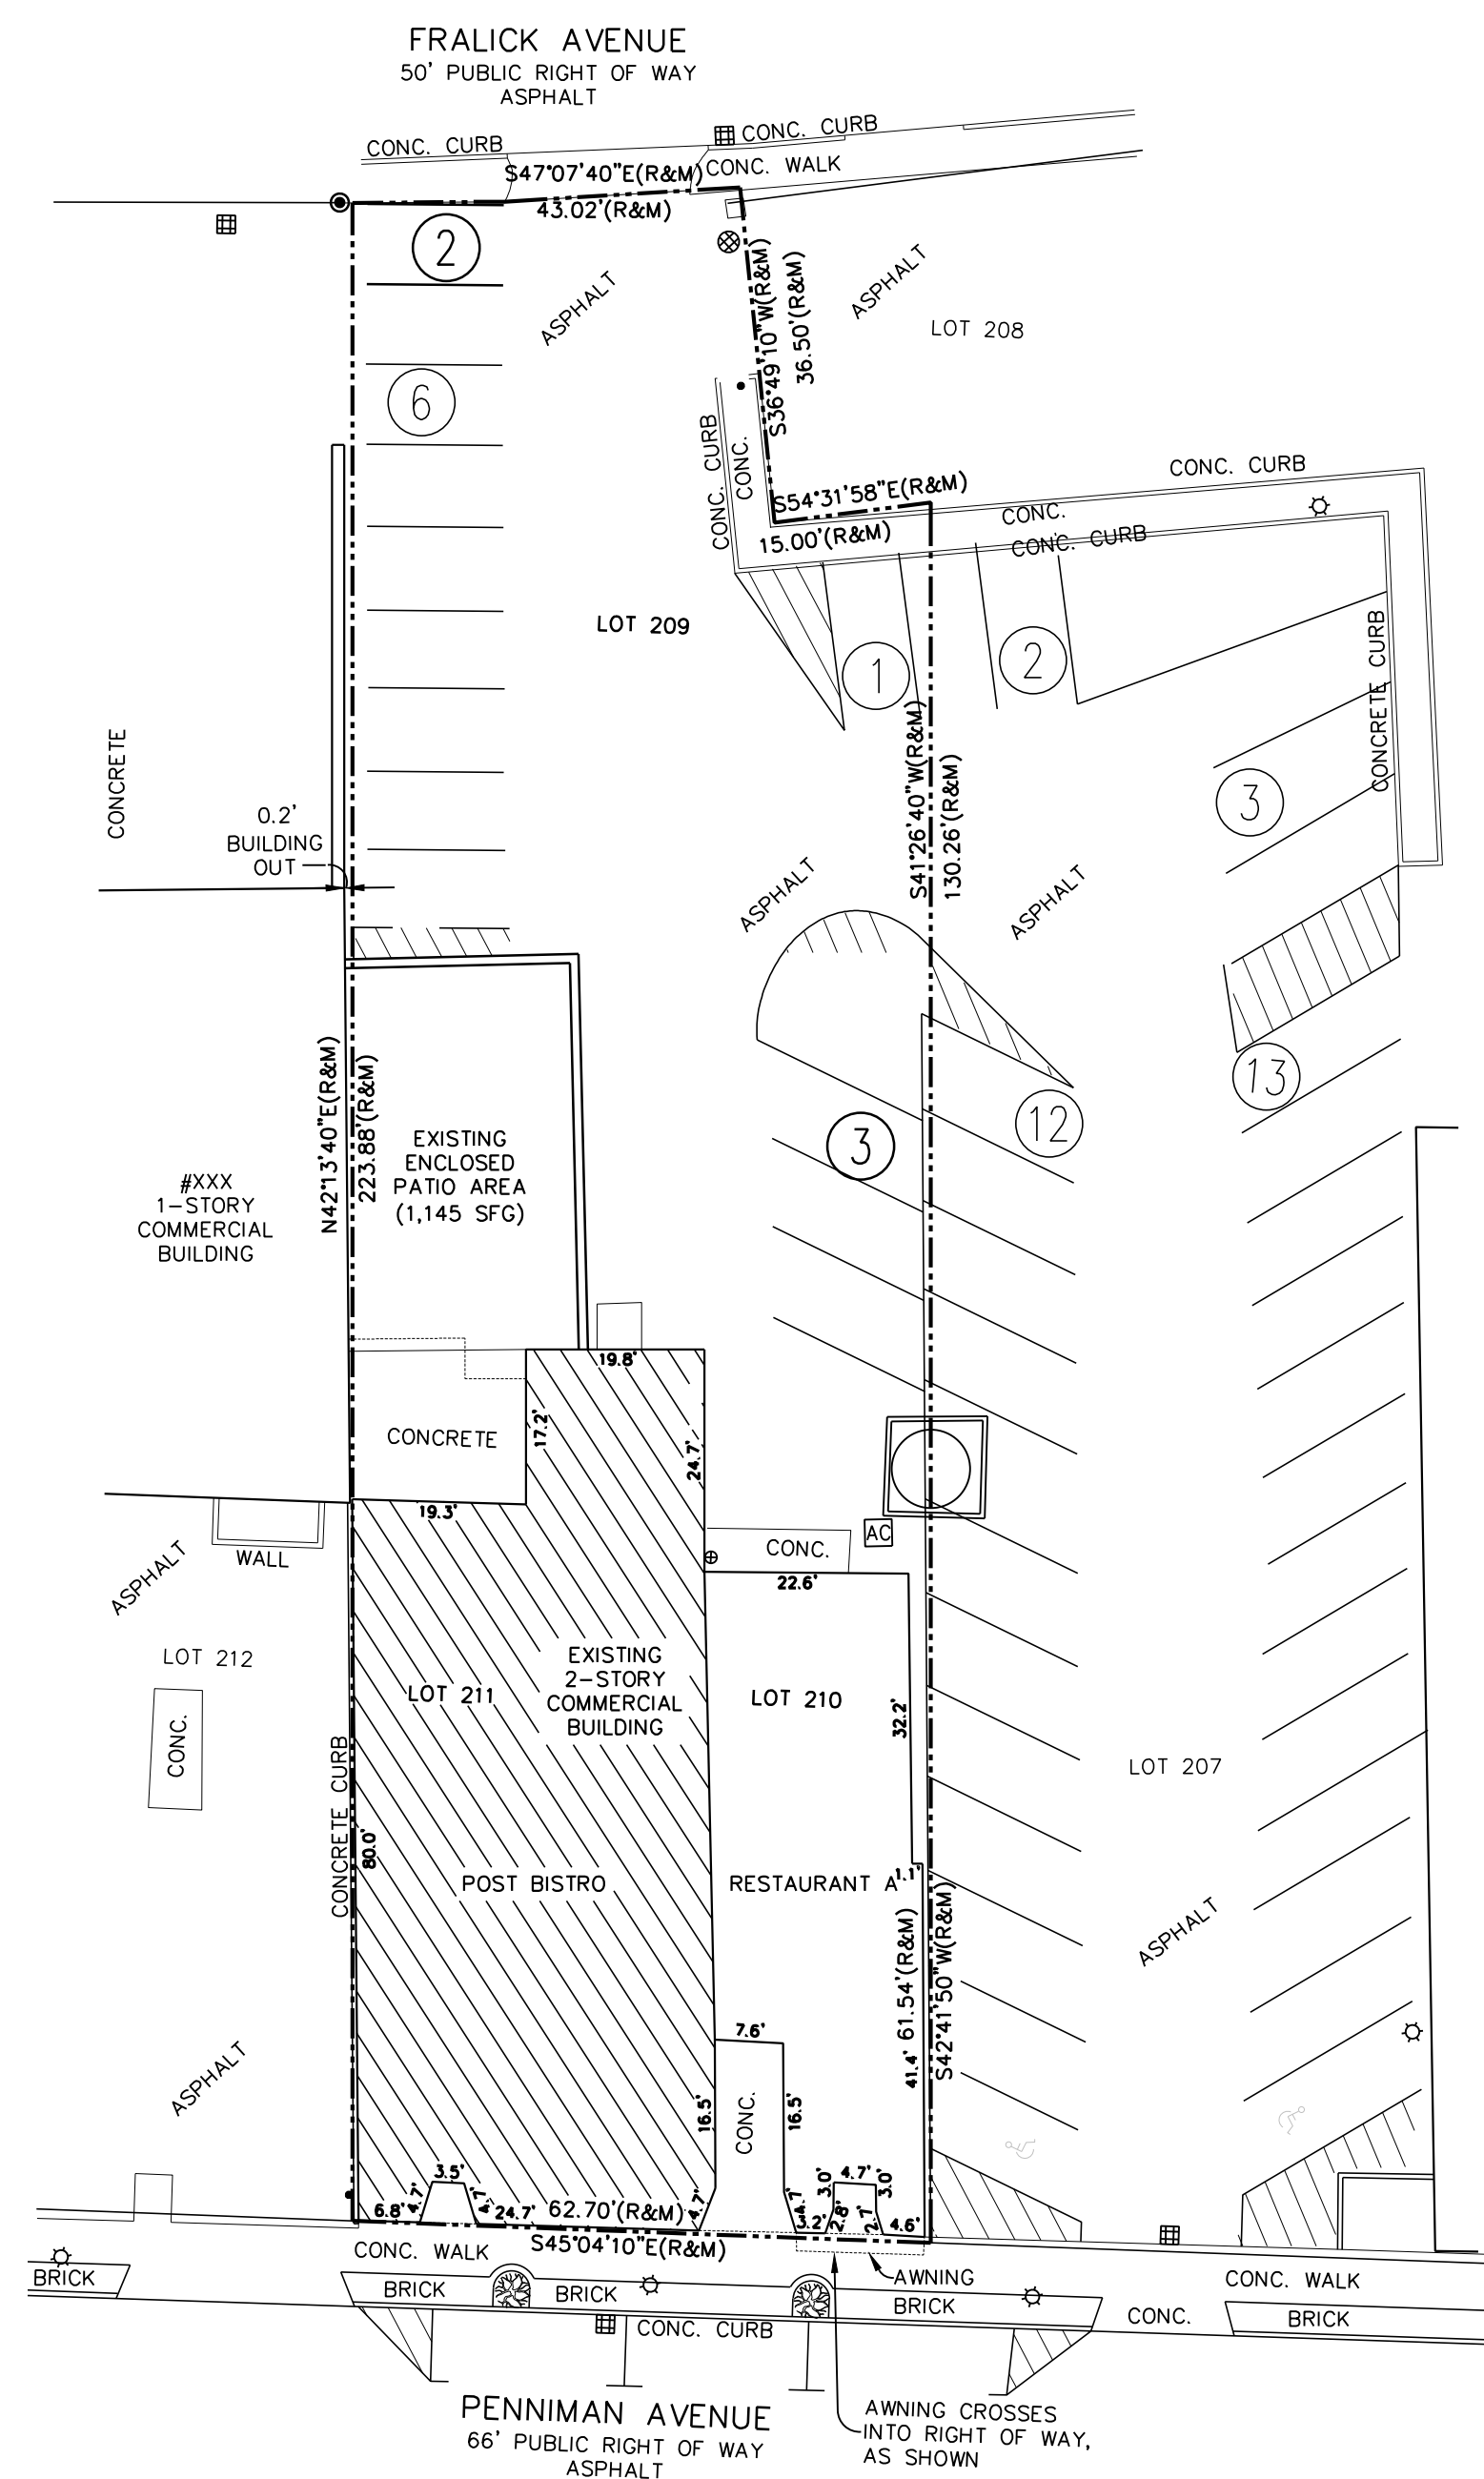 FRALICK AVENUE
50' PUBLIC RIGHT OF WAY
ASPHALT
CONC. CURB
CONC. CURB
S47°07'40"E(R&M)
CONC. WALK
43.02'(R&M)
2
ASPHALT
S36°49'10"W(R&M)
36.50'(R&M)
ASPHALT
LOT 208
6
CONC. CURB
CONC.
S54°31'58"E(R&M)
15.00'(R&M)
CONC. CURB
CONC.
CONC. CURB
LOT 209
1
2
CONCRETE CURB
3
CONCRETE
0.2'
BUILDING
OUT
S41°26'40"W(R&M)
130.26'(R&M)
ASPHALT
ASPHALT
N42°13'40"E(R&M)
223.88'(R&M)
EXISTING
ENCLOSED
PATIO AREA
(1,145 SFG)
#XXX
1-STORY
COMMERCIAL
BUILDING
3
12
13
19.8'
CONCRETE
17.2'
24.7'
19.3'
WALL
ASPHALT
AC
CONC.
22.6'
LOT 212
CONC.
EXISTING
2-STORY
COMMERCIAL
BUILDING
LOT 211
LOT 210
32.2'
LOT 207
CONCRETE CURB
80.0'
POST BISTRO
RESTAURANT A
1.1'
61.54'(R&M)
S42°41'50"W(R&M)
41.4'
ASPHALT
ASPHALT
7.6'
16.5'
CONC.
16.5'
3.5'
6.8'
4.7'
4.7'
24.7'
62.70'(R&M)
4.7'
4.7'
3.2'
3.0'
2.8'
4.7'
3.0'
2.7'
4.6'
S45°04'10"E(R&M)
CONC. WALK
AWNING
CONC. WALK
BRICK
BRICK
BRICK
BRICK
CONC.
BRICK
CONC. CURB
PENNIMAN AVENUE
66' PUBLIC RIGHT OF WAY
ASPHALT
AWNING CROSSES
INTO RIGHT OF WAY,
AS SHOWN